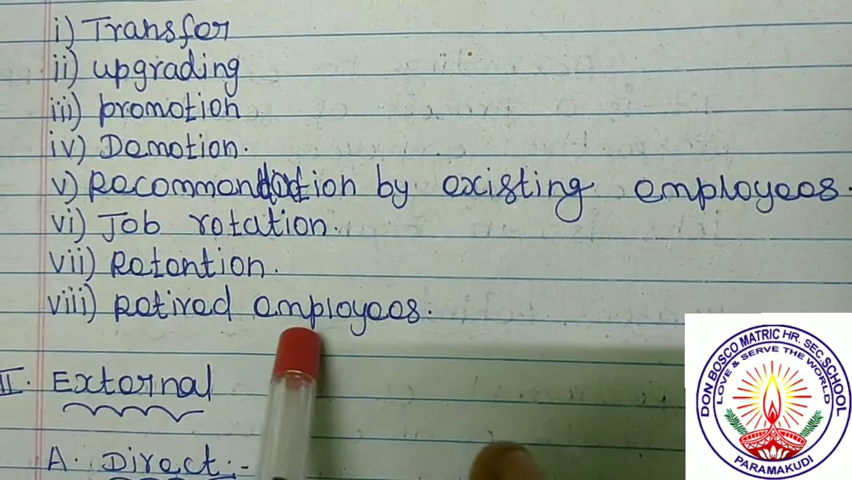 i) Transfer
ii) upgrading
iii) promotion
iv) Demotion.
v) Recommendation by existing employees.
vi) Job rotation.
vii) Retention.
viii) Retired employees.
II. External
A. Direct:-
DON BOSCO MATRIC HR. SEC. SCHOOL
LOVE & SERVE THE WORLD
PARAMAKUDI